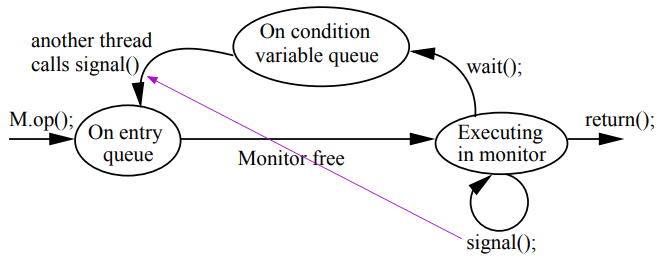 another thread
calls signal()
On condition
variable queue
wait();
M.op();
On entry
queue
Monitor free
Executing
in monitor
return();
signal();